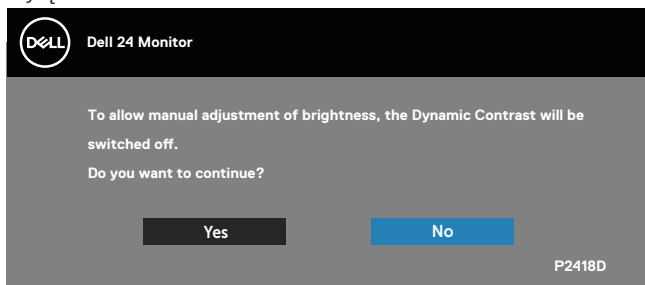 DELL
Dell 24 Monitor
To allow manual adjustment of brightness, the Dynamic Contrast will be
switched off.
Do you want to continue?
Yes
No
P2418D